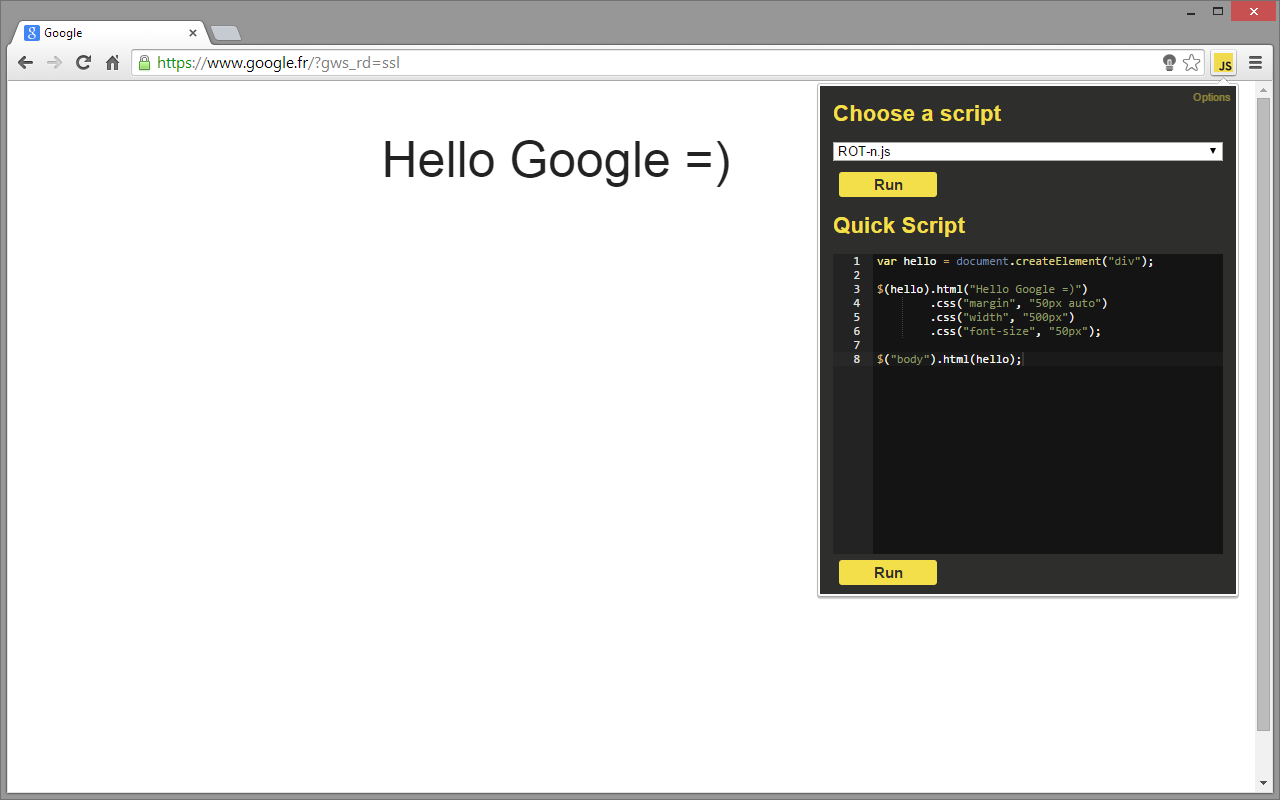 Google
https://www.google.fr/?gws_rd=ssl
JS
Options
Hello Google =)
Choose a script
ROT-n.js
Run
Quick Script
1 var hello = document.createElement("div");
2
3 $(hello).html("Hello Google =)")
4 .css("margin", "50px auto")
5 .css("width", "500px")
6 .css("font-size", "50px");
7
8 $("body").html(hello);
Run